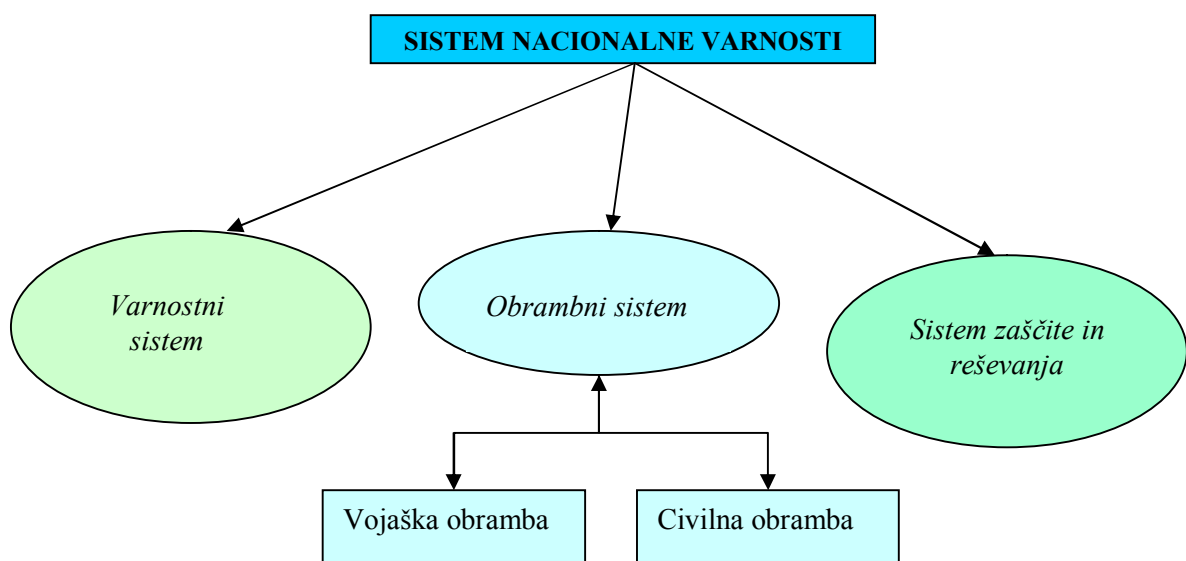 SISTEM NACIONALNE VARNOSTI
Varnostni
sistem
Obrambni sistem
Sistem zaščite in
reševanja
Vojaška obramba
Civilna obramba